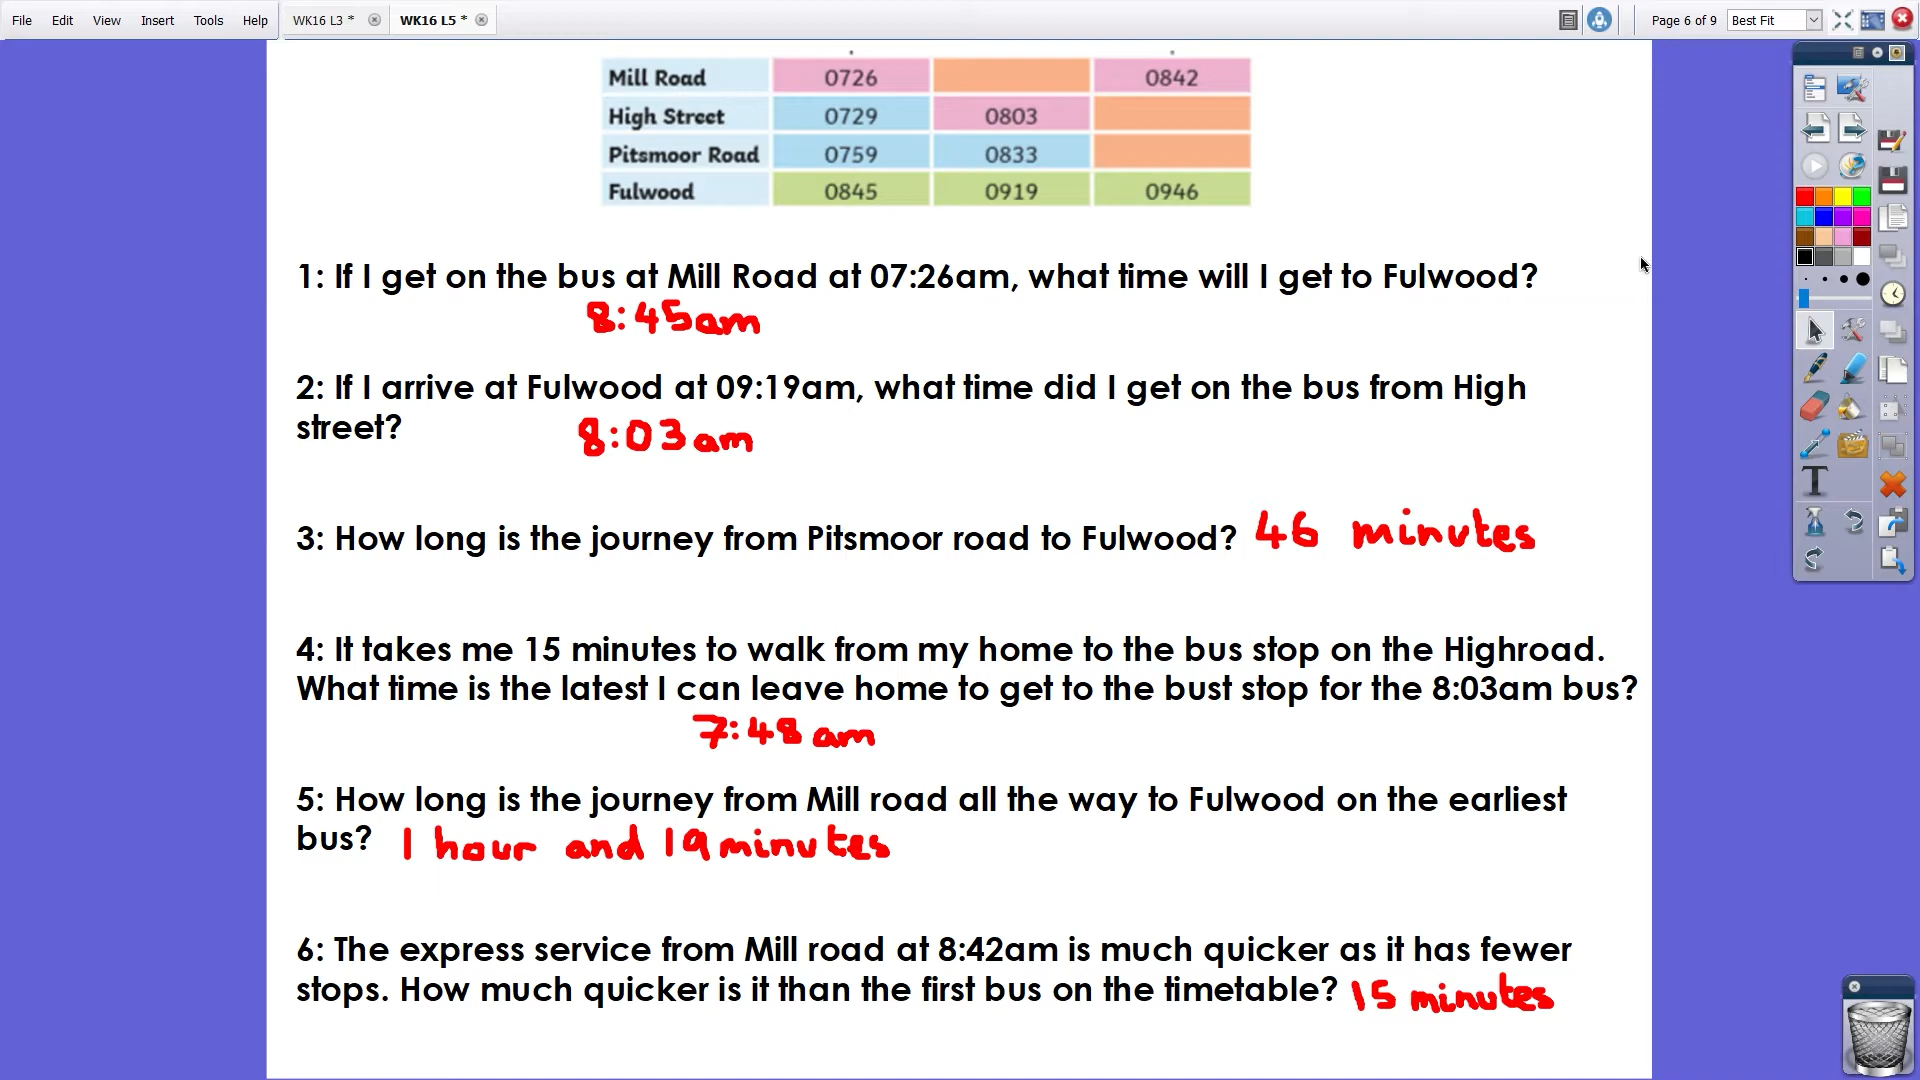 File Edit View Insert Tools Help WK16 L3 * WK16 L5 * Page 6 of 9 Best Fit
Mill Road 0726 0842
High Street 0729 0803
Pitsmoor Road 0759 0833
Fulwood 0845 0919 0946
1: If I get on the bus at Mill Road at 07:26am, what time will I get to Fulwood?
8:45am
2: If I arrive at Fulwood at 09:19am, what time did I get on the bus from High
street? 8:03am
3: How long is the journey from Pitsmoor road to Fulwood? 46 minutes
4: It takes me 15 minutes to walk from my home to the bus stop on the Highroad.
What time is the latest I can leave home to get to the bust stop for the 8:03am bus?
7:48am
5: How long is the journey from Mill road all the way to Fulwood on the earliest
bus? 1 hour and 19 minutes
6: The express service from Mill road at 8:42am is much quicker as it has fewer
stops. How much quicker is it than the first bus on the timetable? 15 minutes